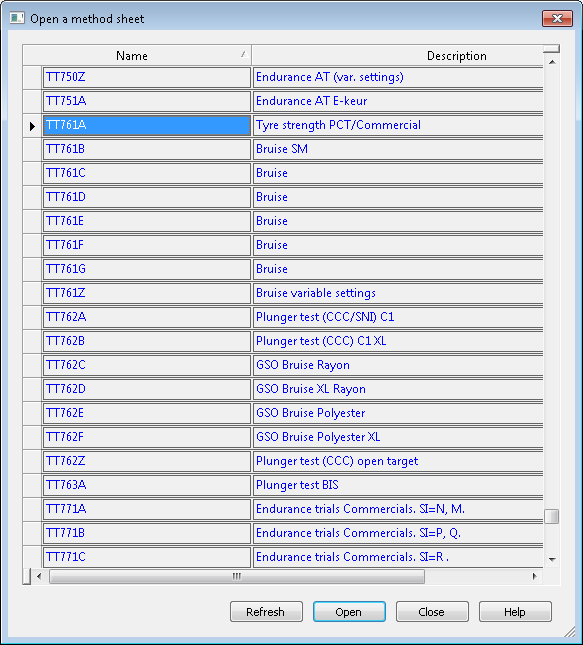 Open a method sheet
Name Description
TT750Z Endurance AT (var. settings)
TT751A Endurance AT E-keur
TT761A Tyre strength PCT/Commercial
TT761B Bruise SM
TT761C Bruise
TT761D Bruise
TT761E Bruise
TT761F Bruise
TT761G Bruise
TT761Z Bruise variable settings
TT762A Plunger test (CCC/SNI) C1
TT762B Plunger test (CCC) C1 XL
TT762C GSO Bruise Rayon
TT762D GSO Bruise XL Rayon
TT762E GSO Bruise Polyester
TT762F GSO Bruise Polyester XL
TT762Z Plunger test (CCC) open target
TT763A Plunger test BIS
TT771A Endurance trials Commercials. SI=N, M.
TT771B Endurance trials Commercials. SI=P, Q.
TT771C Endurance trials Commercials. SI=R .
Refresh Open Close Help